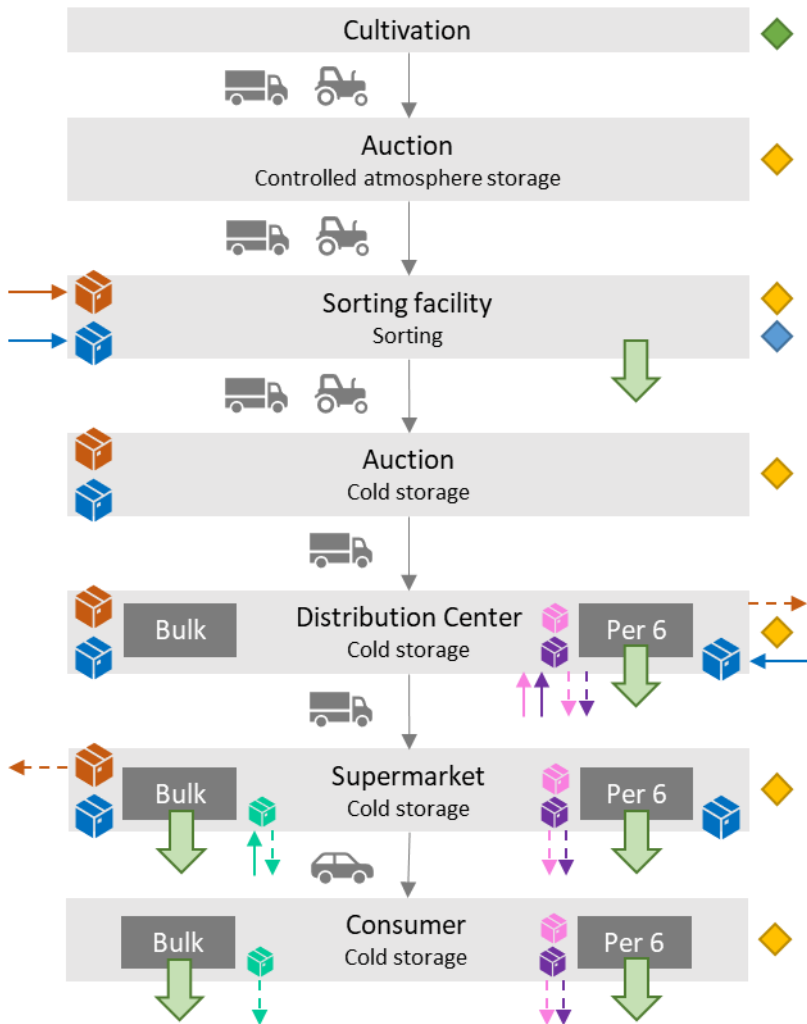 Cultivation
Auction
Controlled atmosphere storage
Sorting facility
Sorting
Auction
Cold storage
Bulk
Distribution Center
Cold storage
Per 6
Bulk
Supermarket
Cold storage
Per 6
Bulk
Consumer
Cold storage
Per 6